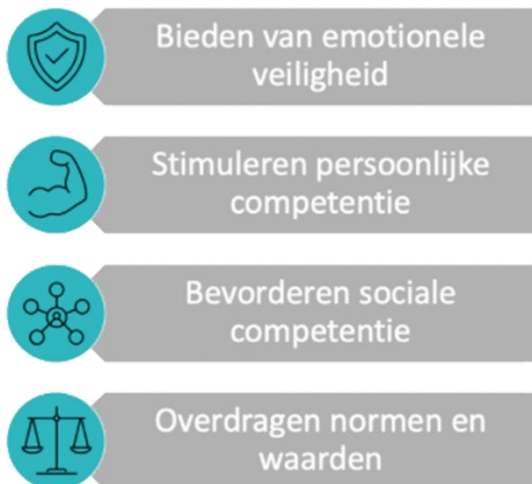 Bieden van emotionele
veiligheid
Stimuleren persoonlijke
competentie
Bevorderen sociale
competentie
Overdragen normen en
waarden